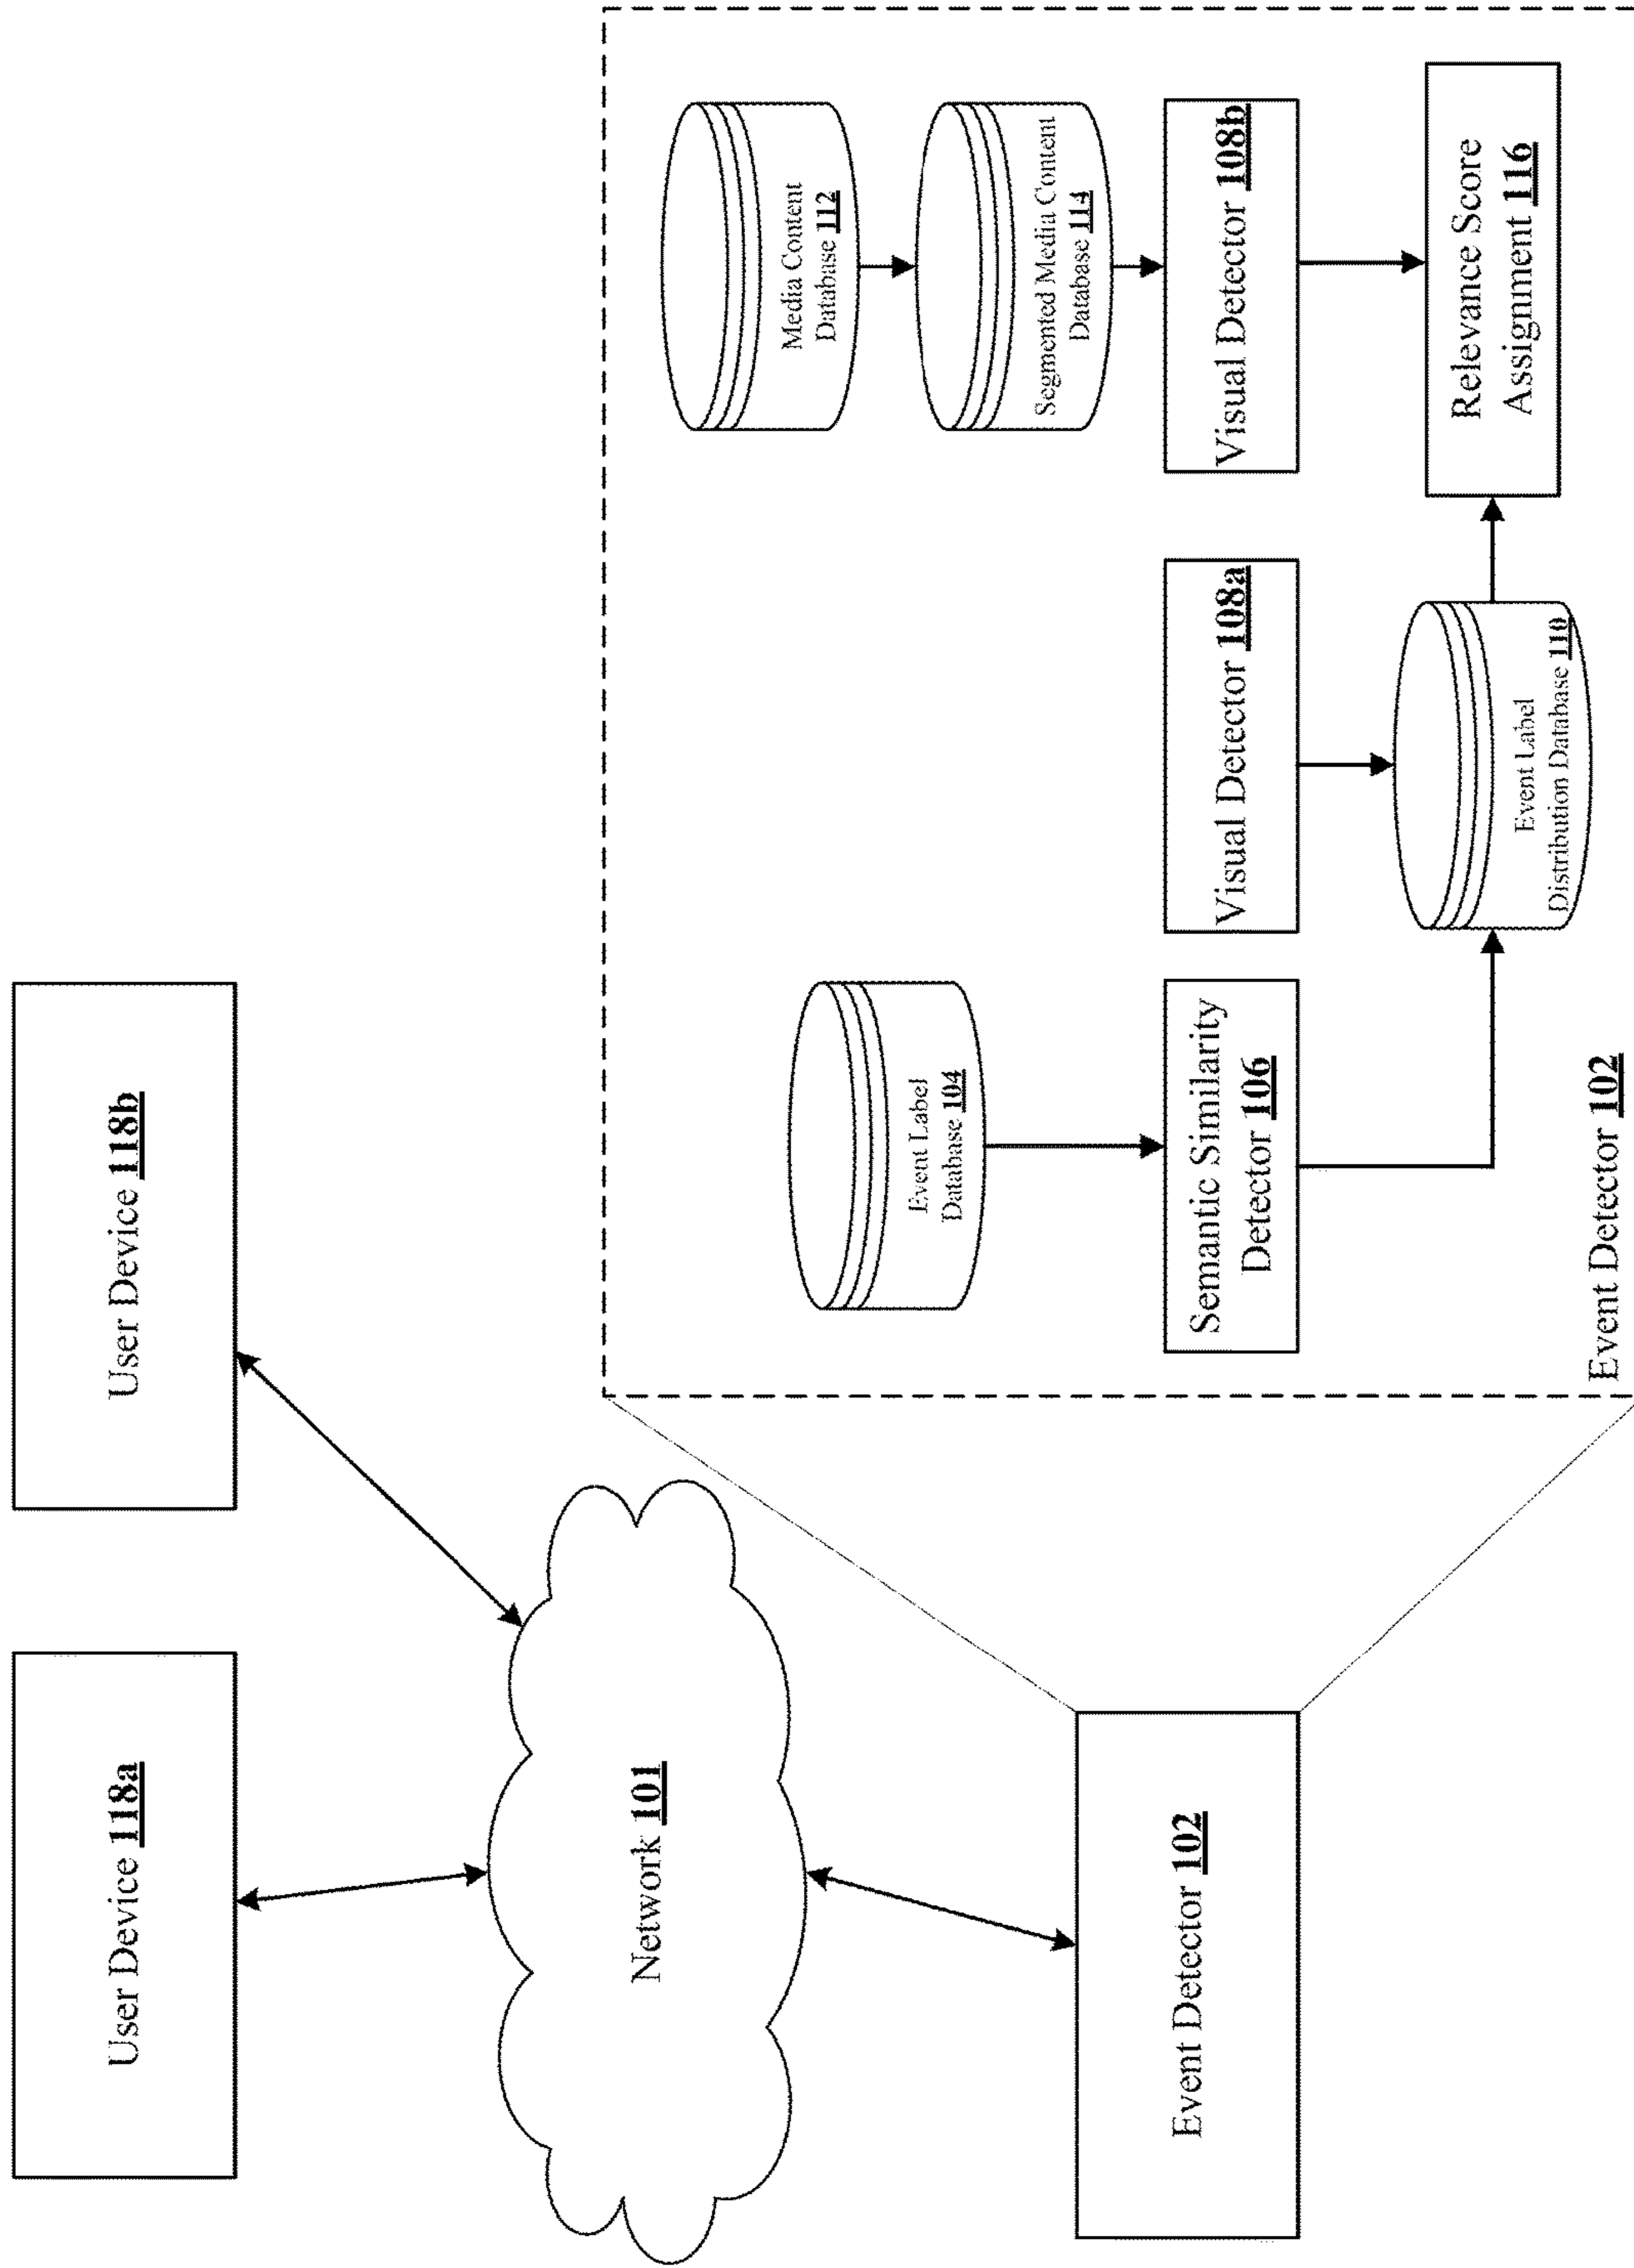 User Device 118a
User Device 118b
Network 101
Event Detector 102
Media Content
Database 112
Event Label
Database 104
Segmented Media Content
Database 114
Semantic Similarity
Detector 106
Visual Detector 108a
Visual Detector 108b
Event Label
Distribution Database 110
Relevance Score
Assignment 116
Event Detector 102